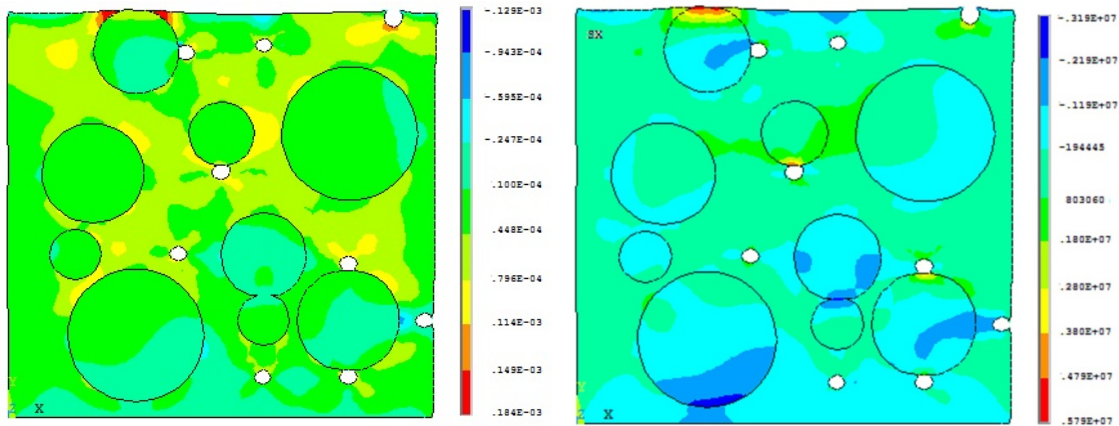 -.129E-03
-.943E-04
-.595E-04
-.247E-04
.100E-04
.448E-04
.796E-04
.114E-03
.149E-03
.184E-03
Y
Z X
SX
-.319E+07
-.219E+07
-.119E+07
-194445
803060
.180E+07
.280E+07
.380E+07
.479E+07
.579E+07
Y
Z X